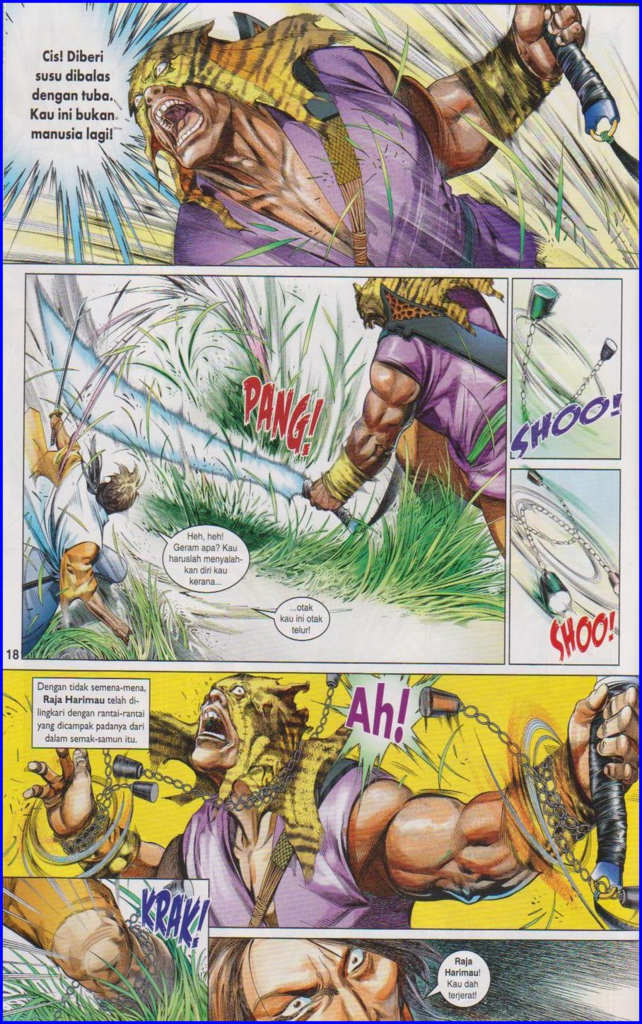 Cis! Diberi
susu dibalas
dengan tuba.
Kau ini bukan
manusia lagi!
PANG!
SHOO!
Heh, heh!
Geram apa? Kau
haruslah menyalah-
kan diri kau
kerana...
...otak
kau ini otak
telur!
SHOO!
18
Dengan tidak semena-mena,
Raja Harimau telah di-
lingkari dengan rantai-rantai
yang dicampak padanya dari
dalam semak-samun itu.
Ah!
KRAK!
Raja
Harimau!
Kau dah
terjerat!